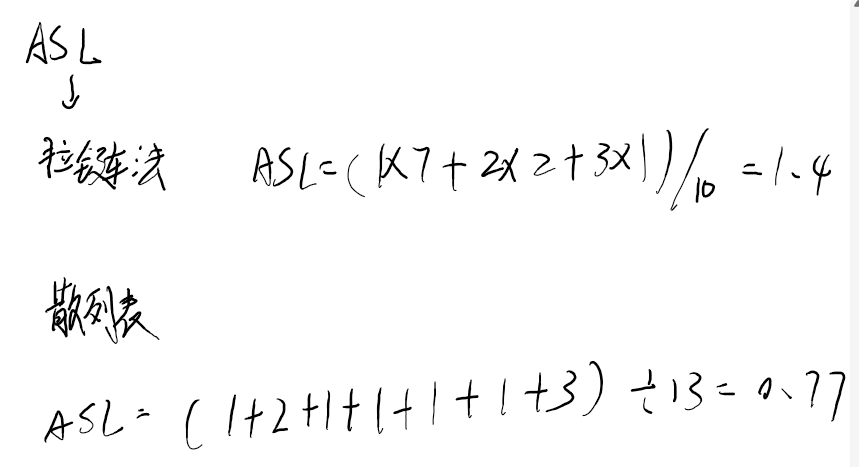 ASL
↓
拉链法 ASL=(1×7+2×2+3×1)/10=1.4
散列表
ASL=(1+2+1+1+1+1+3)÷13=0.77